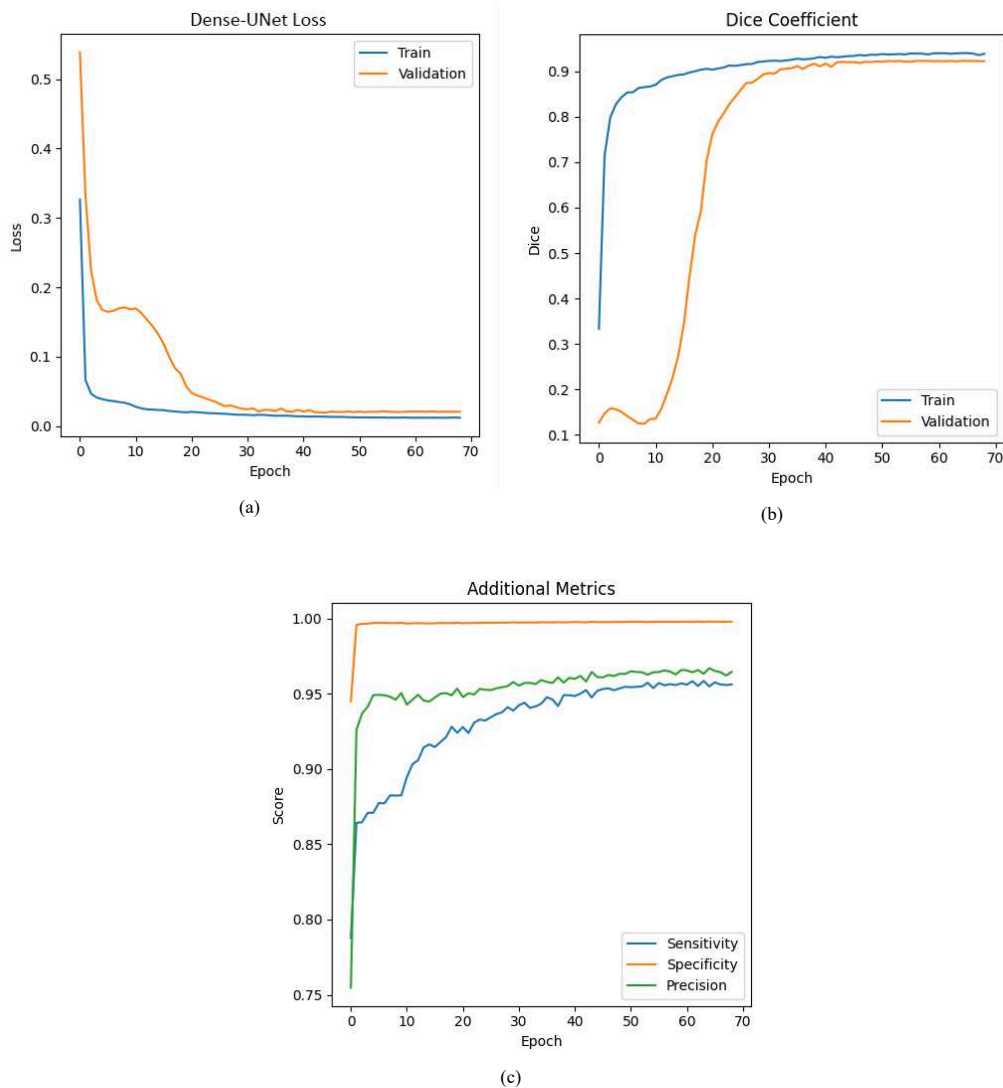 Dense-UNet Loss
Train
Validation
0.5
0.4
0.3
0.2
0.1
0.0
Loss
0 10 20 30 40 50 60 70
Epoch
(a)
Dice Coefficient
0.9
0.8
0.7
0.6
0.5
0.4
0.3
0.2
0.1
Dice
Train
Validation
0 10 20 30 40 50 60 70
Epoch
(b)
Additional Metrics
1.00
0.95
0.90
0.85
0.80
0.75
Score
Sensitivity
Specificity
Precision
0 10 20 30 40 50 60 70
Epoch
(c)